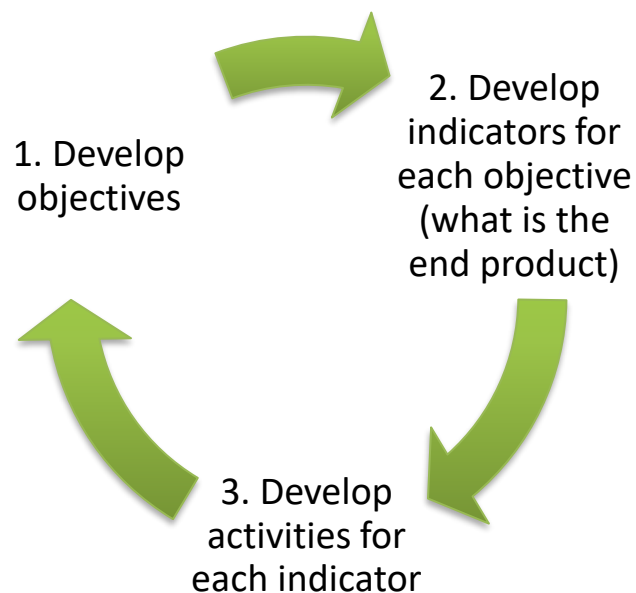 1. Develop
objectives
2. Develop
indicators for
each objective
(what is the
end product)
3. Develop
activities for
each indicator